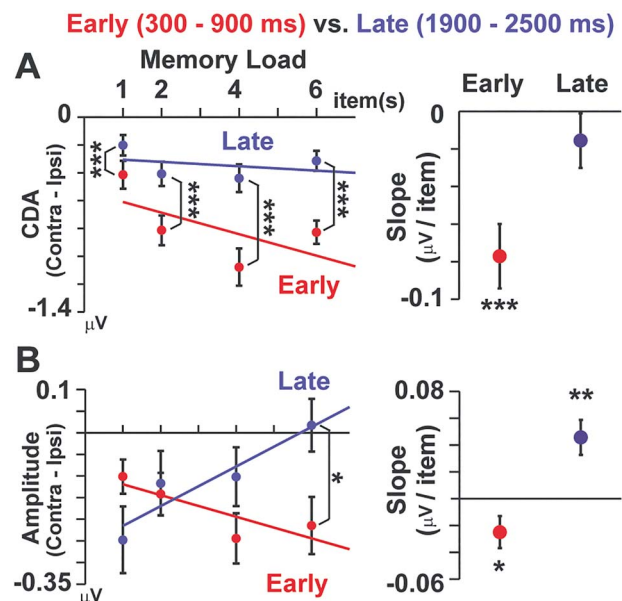 Early (300 - 900 ms) vs. Late (1900 - 2500 ms)
A
Memory Load
1 2 4 6 item(s)
0
Late
***
***
***
***
CDA
(Contra - Ipsi)
Early
-1.4
µV
Early Late
0
Slope
(µV / item)
-0.1
***
B
Late
0.1
Amplitude
(Contra - Ipsi)
*
-0.35
Early
µV
0.08
**
Slope
(µV / item)
-0.06
*